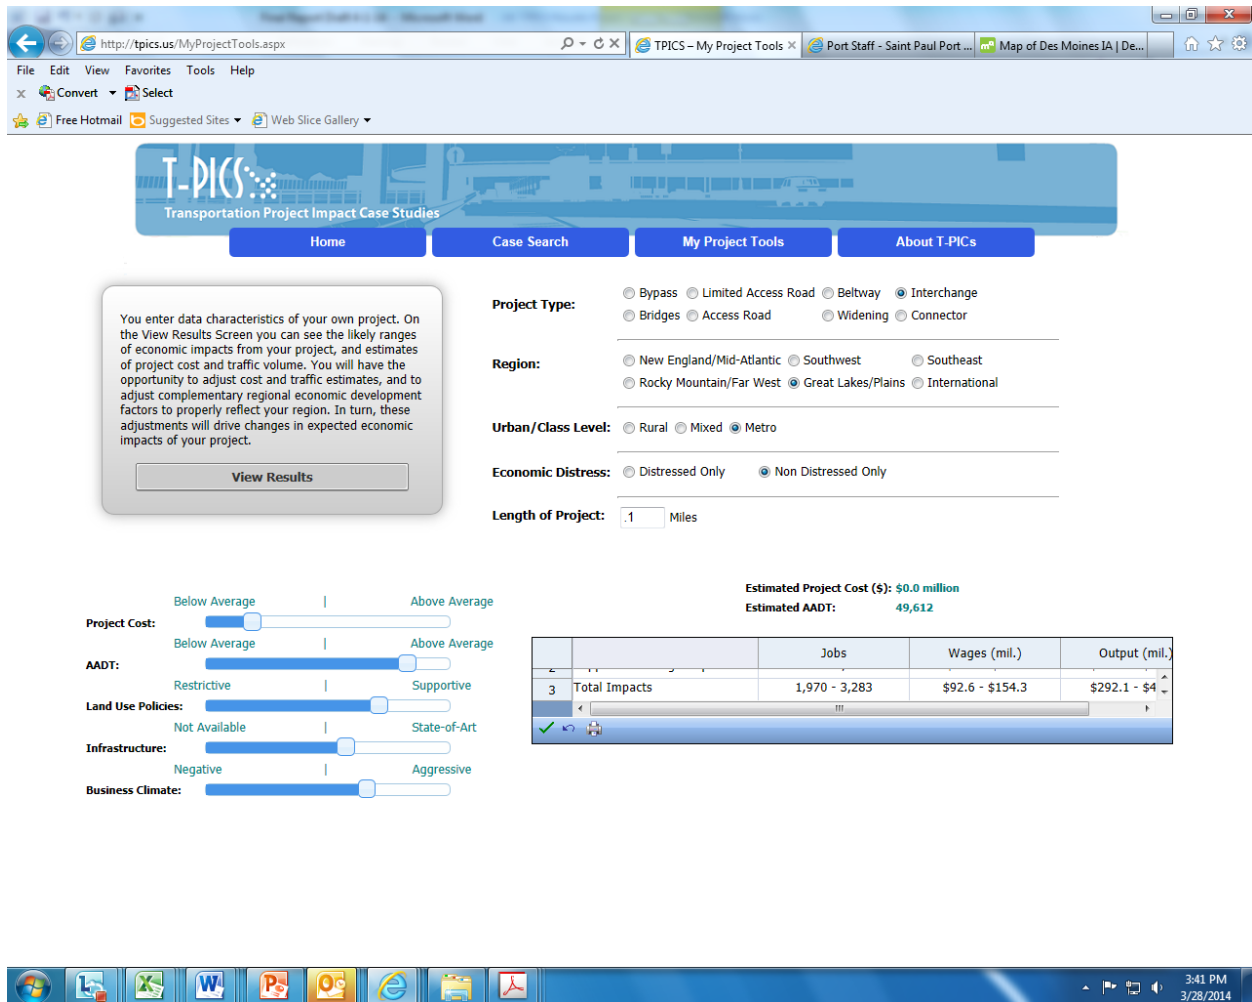 http://tpics.us/MyProjectTools.aspx
TPICS – My Project Tools
Port Staff - Saint Paul Port ...
Map of Des Moines IA | De...
File Edit View Favorites Tools Help
x Convert Select
Free Hotmail Suggested Sites Web Slice Gallery
T-PICS
Transportation Project Impact Case Studies
Home Case Search My Project Tools About T-PICs
You enter data characteristics of your own project. On
the View Results Screen you can see the likely ranges
of economic impacts from your project, and estimates
of project cost and traffic volume. You will have the
opportunity to adjust cost and traffic estimates, and to
adjust complementary regional economic development
factors to properly reflect your region. In turn, these
adjustments will drive changes in expected economic
impacts of your project.
View Results
Project Type:
Bypass Limited Access Road Beltway Interchange
Bridges Access Road Widening Connector
Region:
New England/Mid-Atlantic Southwest Southeast
Rocky Mountain/Far West Great Lakes/Plains International
Urban/Class Level: Rural Mixed Metro
Economic Distress: Distressed Only Non Distressed Only
Length of Project: .1 Miles
Below Average | Above Average
Project Cost:
Below Average | Above Average
AADT:
Restrictive | Supportive
Land Use Policies:
Not Available | State-of-Art
Infrastructure:
Negative | Aggressive
Business Climate:
Estimated Project Cost ($): $0.0 million
Estimated AADT: 49,612
Jobs Wages (mil.) Output (mil.)
3 Total Impacts 1,970 - 3,283 $92.6 - $154.3 $292.1 - $4
3:41 PM
3/28/2014